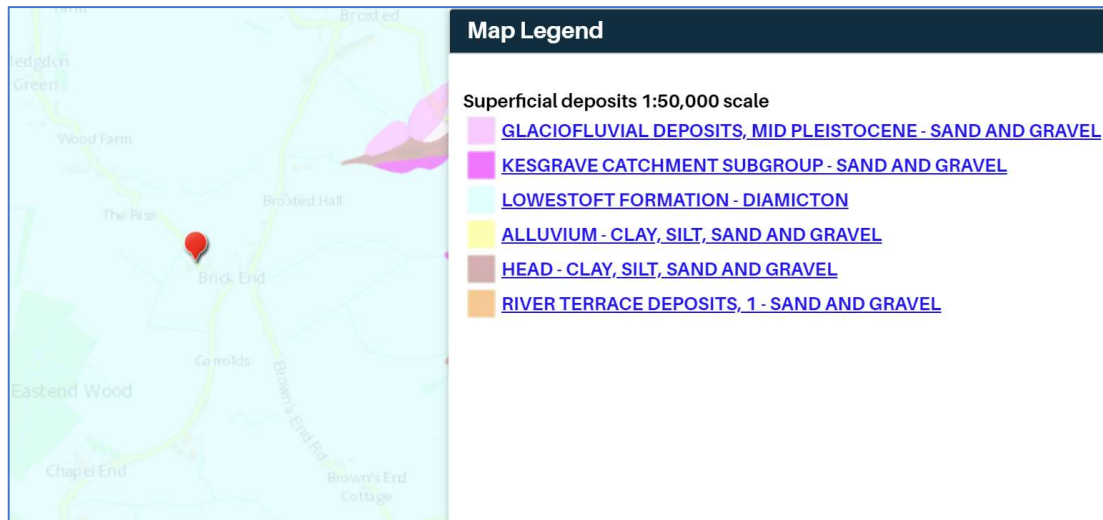 Farm
Broxted
ledgdon
Green
Wood Farm
The Rise
Broxted Hall
Brick End
Garrolds
Eastend Wood
Brown's End Rd
Chapel End
Brown's End
Cottage
Map Legend
Superficial deposits 1:50,000 scale
GLACIOFLUVIAL DEPOSITS, MID PLEISTOCENE - SAND AND GRAVEL
KESGRAVE CATCHMENT SUBGROUP - SAND AND GRAVEL
LOWESTOFT FORMATION - DIAMICTON
ALLUVIUM - CLAY, SILT, SAND AND GRAVEL
HEAD - CLAY, SILT, SAND AND GRAVEL
RIVER TERRACE DEPOSITS, 1 - SAND AND GRAVEL